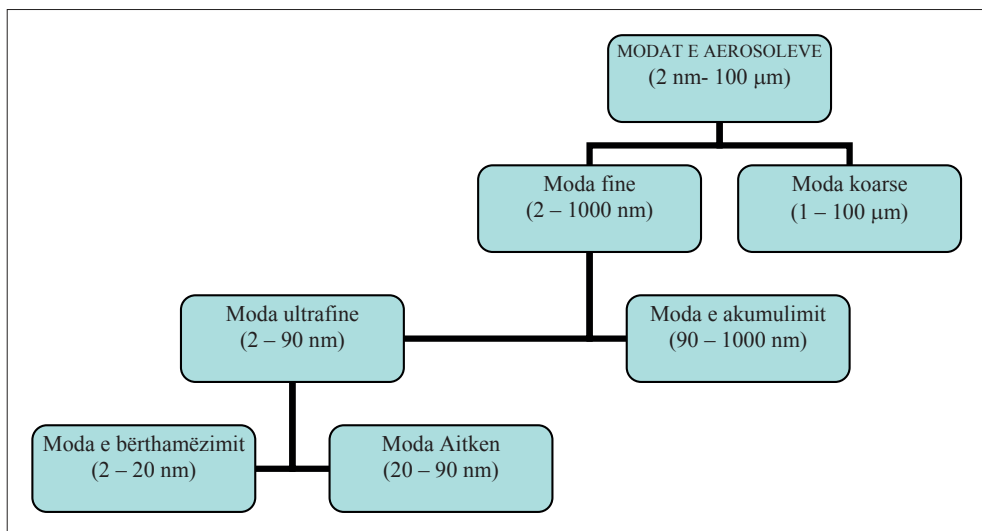 MODAT E AEROSOLEVE
(2 nm- 100 µm)
Moda fine
(2 – 1000 nm)
Moda koarse
(1 – 100 µm)
Moda ultrafine
(2 – 90 nm)
Moda e akumulimit
(90 – 1000 nm)
Moda e bërthamëzimit
(2 – 20 nm)
Moda Aitken
(20 – 90 nm)